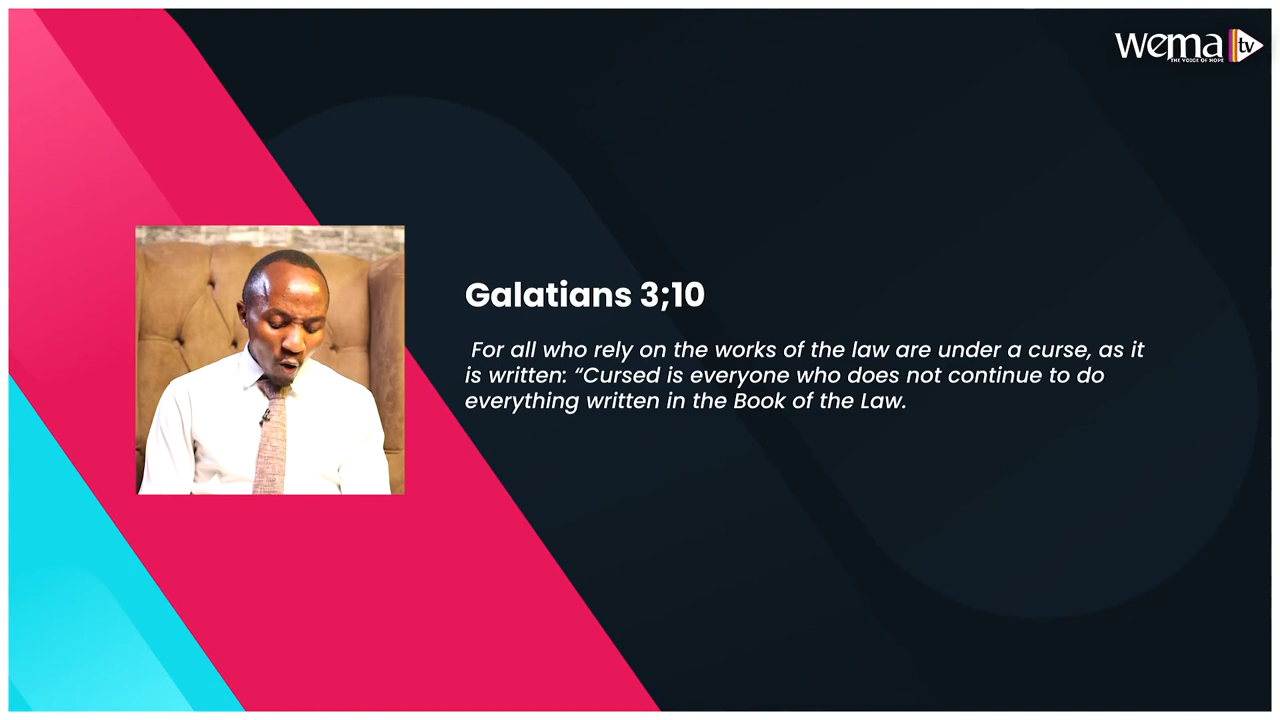 wema tv
THE VOICE OF HOPE
Galatians 3;10
For all who rely on the works of the law are under a curse, as it
is written: “Cursed is everyone who does not continue to do
everything written in the Book of the Law.